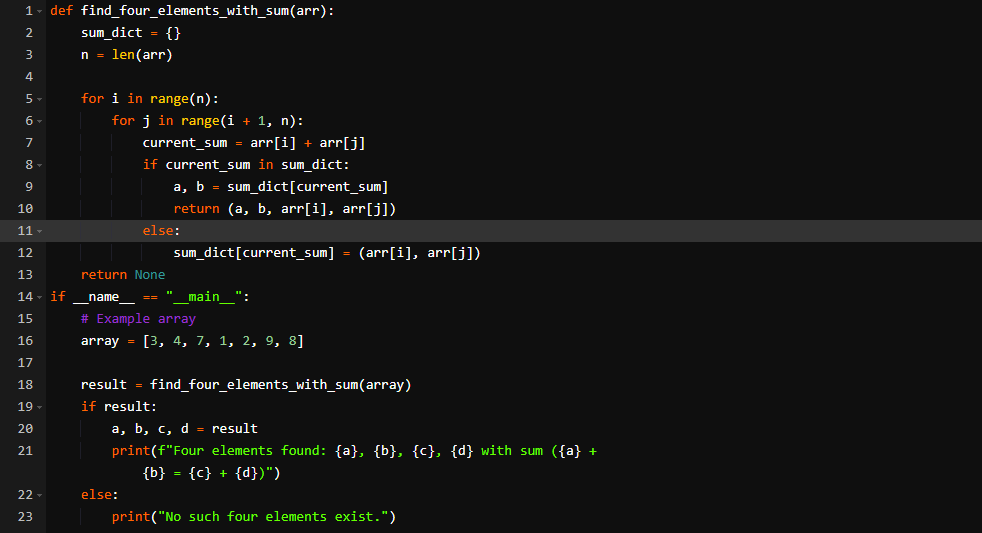 1 def find_four_elements_with_sum(arr):
2     sum_dict = {}
3     n = len(arr)
4
5     for i in range(n):
6         for j in range(i + 1, n):
7             current_sum = arr[i] + arr[j]
8             if current_sum in sum_dict:
9                 a, b = sum_dict[current_sum]
10                 return (a, b, arr[i], arr[j])
11             else:
12                 sum_dict[current_sum] = (arr[i], arr[j])
13     return None
14 if __name__ == "__main__":
15     # Example array
16     array = [3, 4, 7, 1, 2, 9, 8]
17
18     result = find_four_elements_with_sum(array)
19     if result:
20         a, b, c, d = result
21         print(f"Four elements found: {a}, {b}, {c}, {d} with sum ({a} +
            {b} = {c} + {d})")
22     else:
23         print("No such four elements exist.")